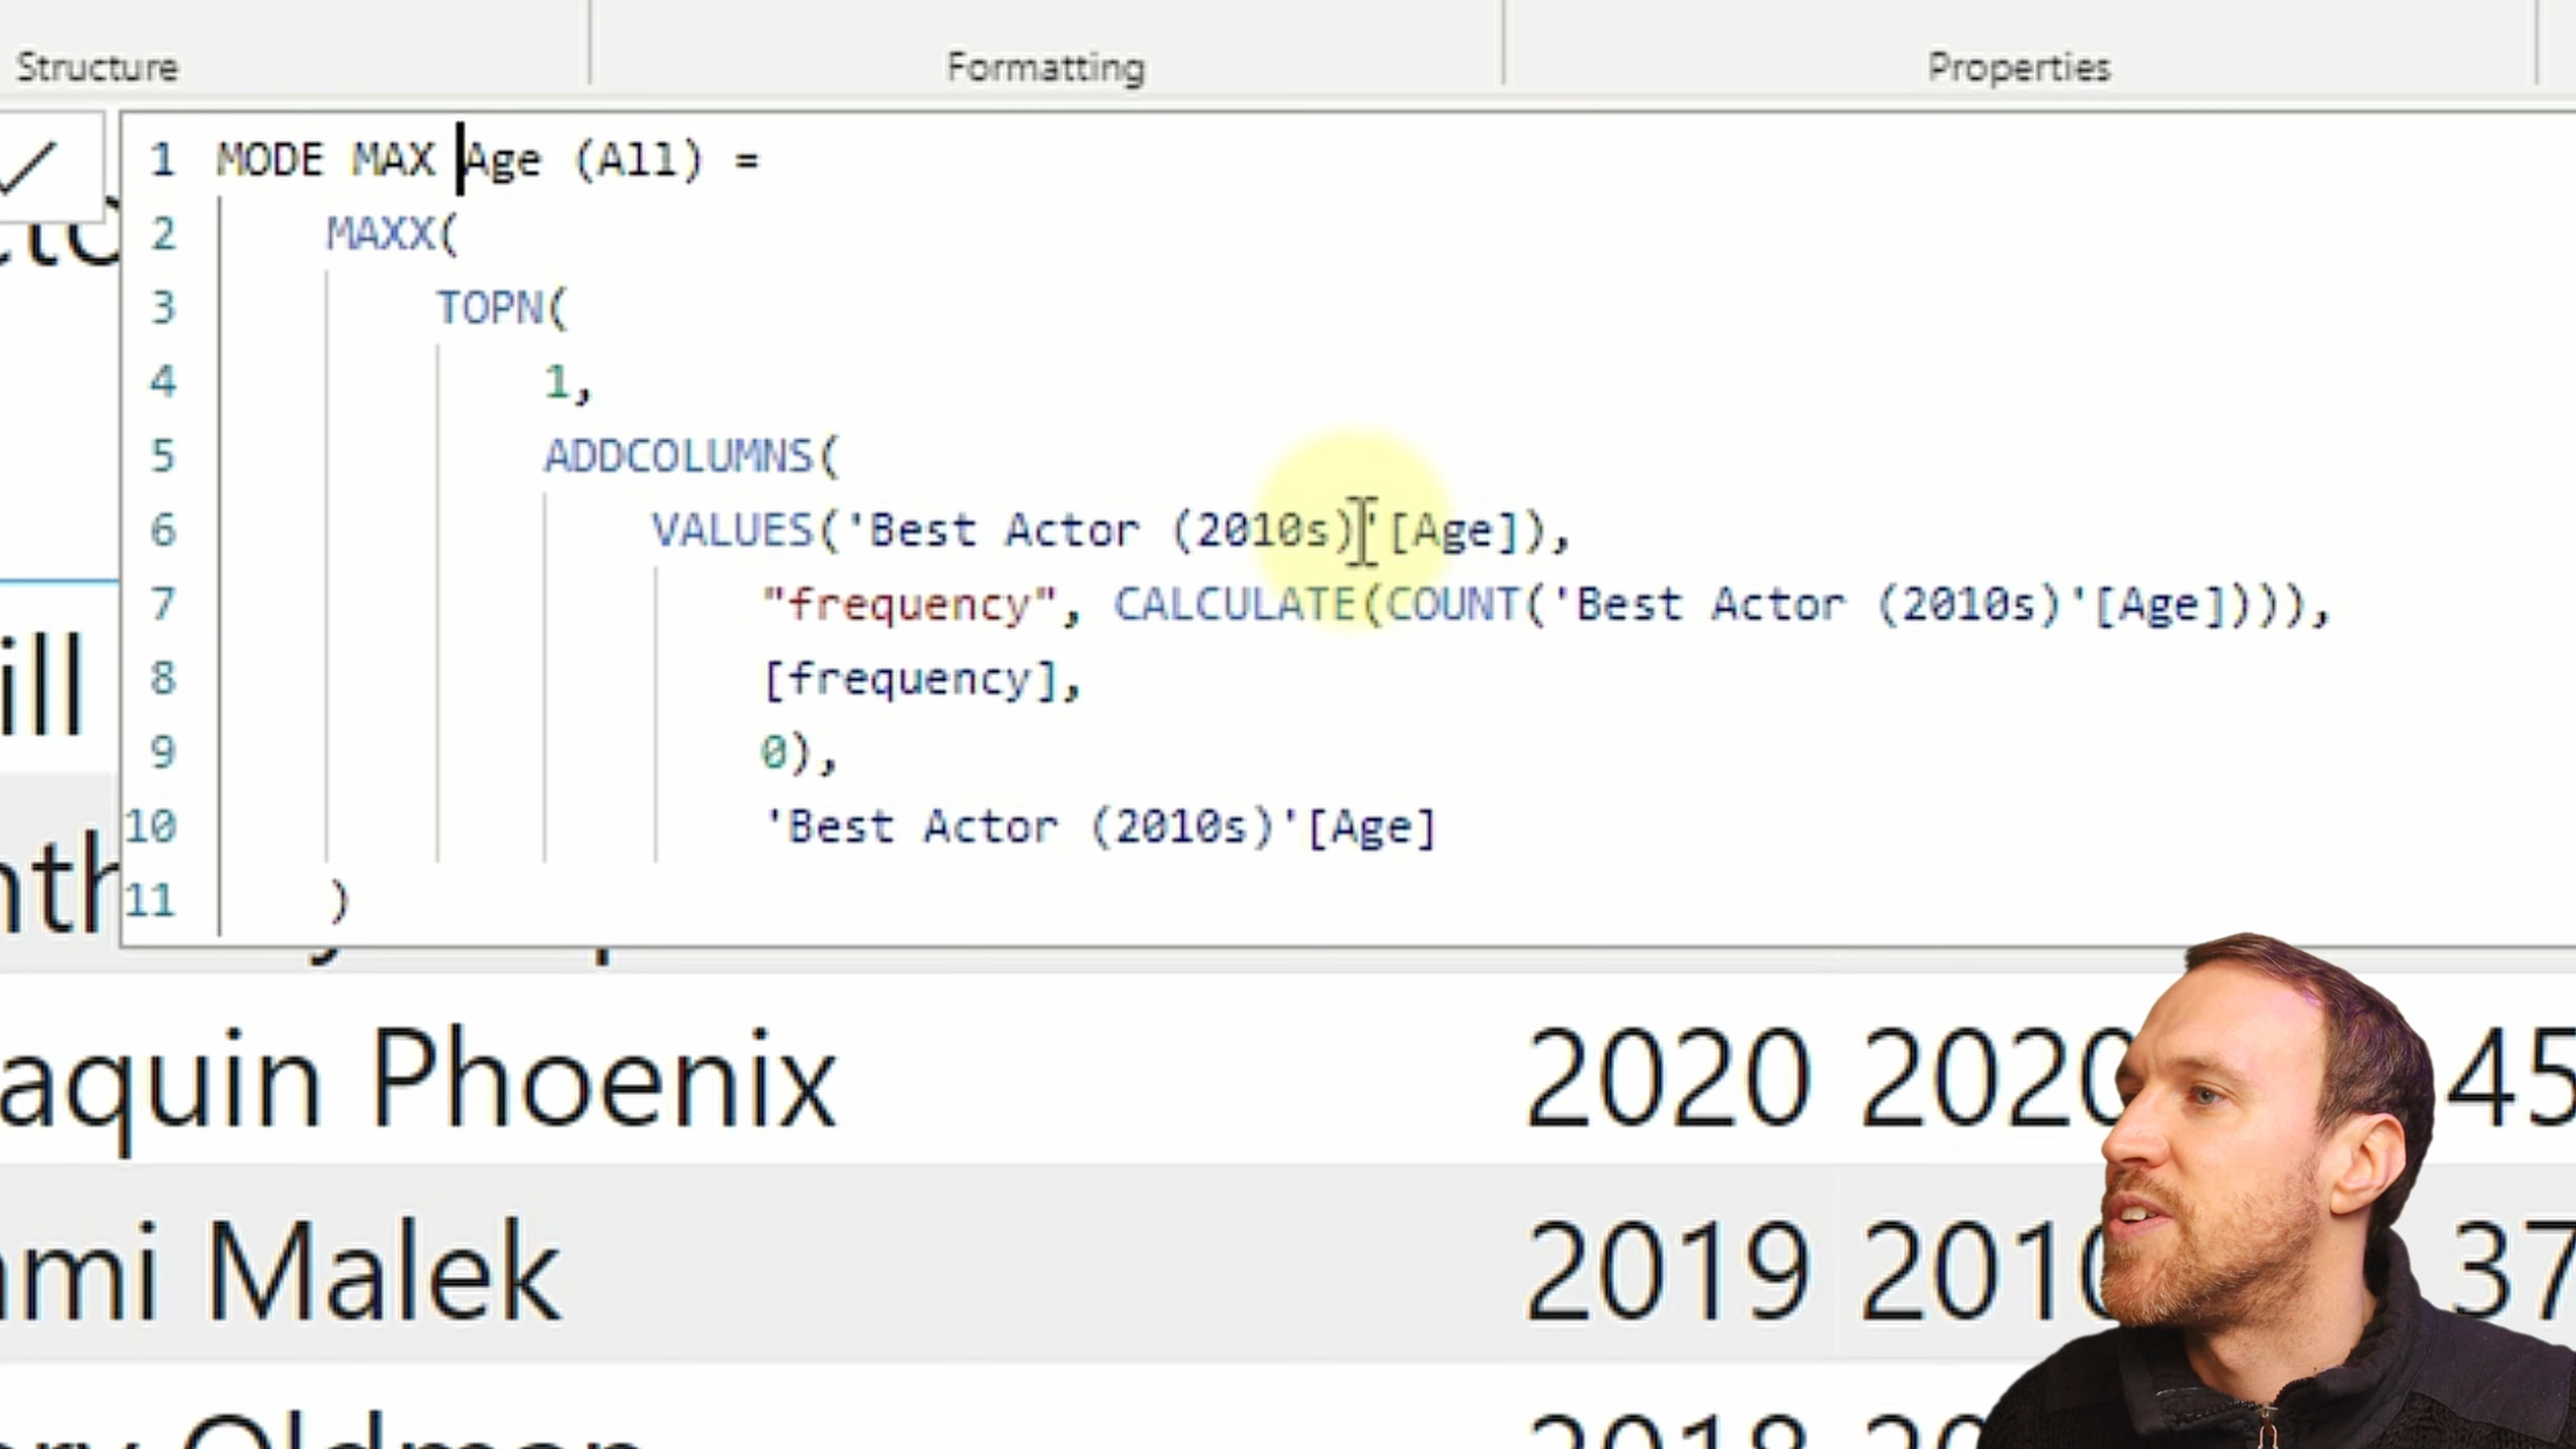 Structure Formatting Properties
1 MODE MAX Age (All) =
2 MAXX(
3 TOPN(
4 1,
5 ADDCOLUMNS(
6 VALUES('Best Actor (2010s)'[Age]),
7 "frequency", CALCULATE(COUNT('Best Actor (2010s)'[Age]))),
8 [frequency],
9 0),
10 'Best Actor (2010s)'[Age]
11 )
aquin Phoenix 2020 2020 45
ami Malek 2019 2010 37